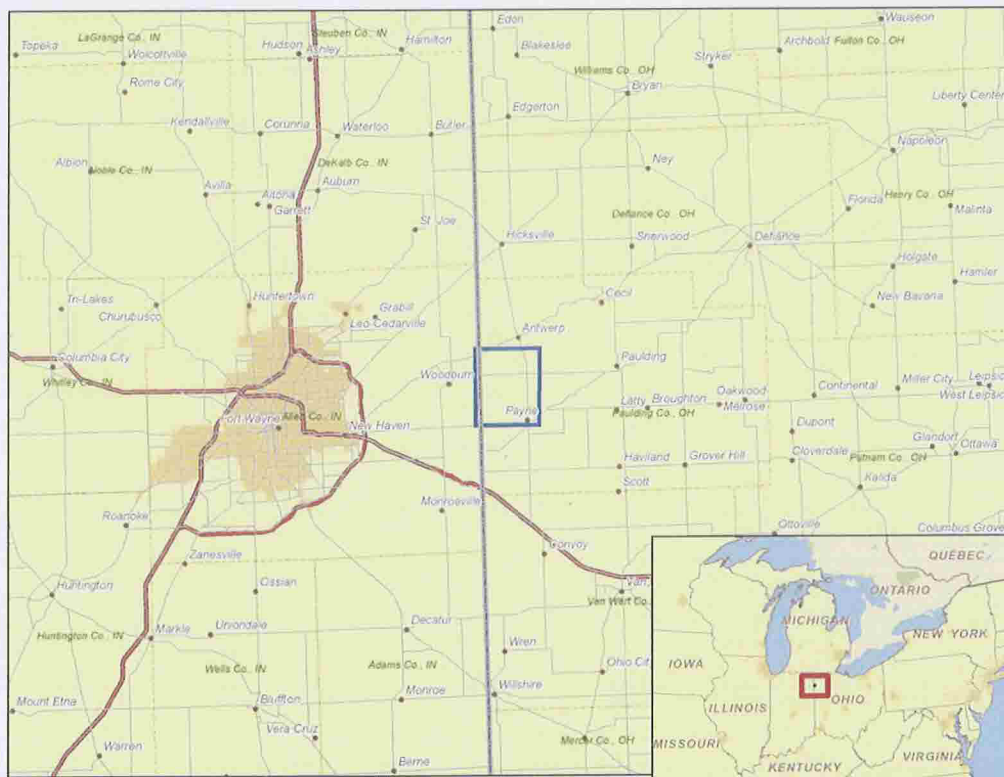 LaGrange Co., IN
Topeka
Wolcottville
Rome City
Hudson
Ashley
Steuben Co., IN
Hamilton
Edon
Blakeslee
Williams Co., OH
Bryan
Stryker
Archbold
Fulton Co., OH
Wauseon
Edgerton
Liberty Center
Kendallville
Corunna
Waterloo
Butler
Napoleon
Albion
Noble Co., IN
DeKalb Co., IN
Auburn
Ney
Avilla
Altona
Garrett
Florida
Henry Co., OH
Malinta
St. Joe
Defiance Co., OH
Hicksville
Sherwood
Defiance
Holgate
Hamler
Tri-Lakes
Churubusco
Huntertown
Grabill
Leo-Cedarville
Cecil
New Bavaria
Antwerp
Columbia City
Whitley Co., IN
Woodburn
Paulding
Continental
Miller City
Leipsic
West Leipsic
Payne
Latty
Broughton
Oakwood
Melrose
Paulding Co., OH
Fort Wayne
Allen Co., IN
New Haven
Dupont
Glandorf
Ottawa
Haviland
Grover Hill
Cloverdale
Putnam Co., OH
Scott
Kalida
Monroeville
Roanoke
Ottoville
Columbus Grove
Convoy
Zanesville
Ossian
Huntington
Van
Van Wert Co.,
Huntington Co., IN
Markle
Uniondale
Decatur
Wells Co., IN
Adams Co., IN
Wren
Ohio City
Mount Etna
Bluffton
Monroe
Willshire
Vera Cruz
Warren
Berne
Mercer Co., OH
QUÉBEC
ONTARIO
MICHIGAN
NEW YORK
IOWA
ILLINOIS
OHIO
MISSOURI
VIRGINIA
KENTUCKY